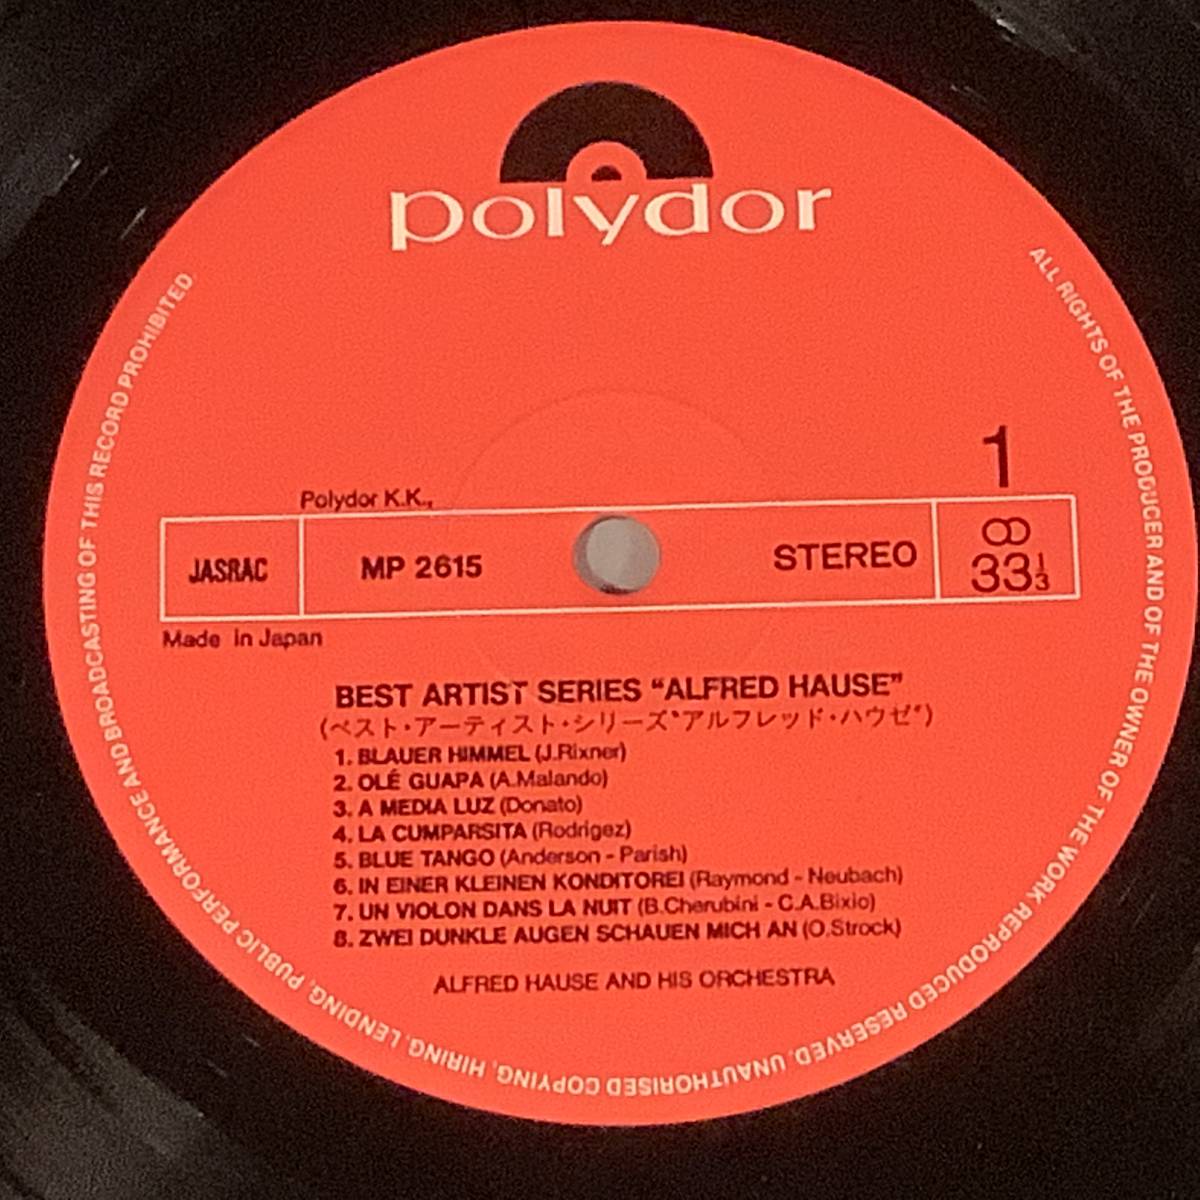 polydor
1
Polydor K.K.,
JASRAC
MP 2615
STEREO
33⅓
Made in Japan
BEST ARTIST SERIES "ALFRED HAUSE"
(ベスト・アーティスト・シリーズ"アルフレッド・ハウゼ")
1. BLAUER HIMMEL (J.Rixner)
2. OLÉ GUAPA (A.Malando)
3. A MEDIA LUZ (Donato)
4. LA CUMPARSITA (Rodrigez)
5. BLUE TANGO (Anderson - Parish)
6. IN EINER KLEINEN KONDITOREI (Raymond - Neubach)
7. UN VIOLON DANS LA NUIT (B.Cherubini - C.A.Bixio)
8. ZWEI DUNKLE AUGEN SCHAUEN MICH AN (O.Strock)
ALFRED HAUSE AND HIS ORCHESTRA
ALL RIGHTS OF THE PRODUCER AND OF THE OWNER OF THE WORK REPRODUCED RESERVED. UNAUTHORISED COPYING, HIRING, LENDING, PUBLIC PERFORMANCE AND BROADCASTING OF THIS RECORD PROHIBITED